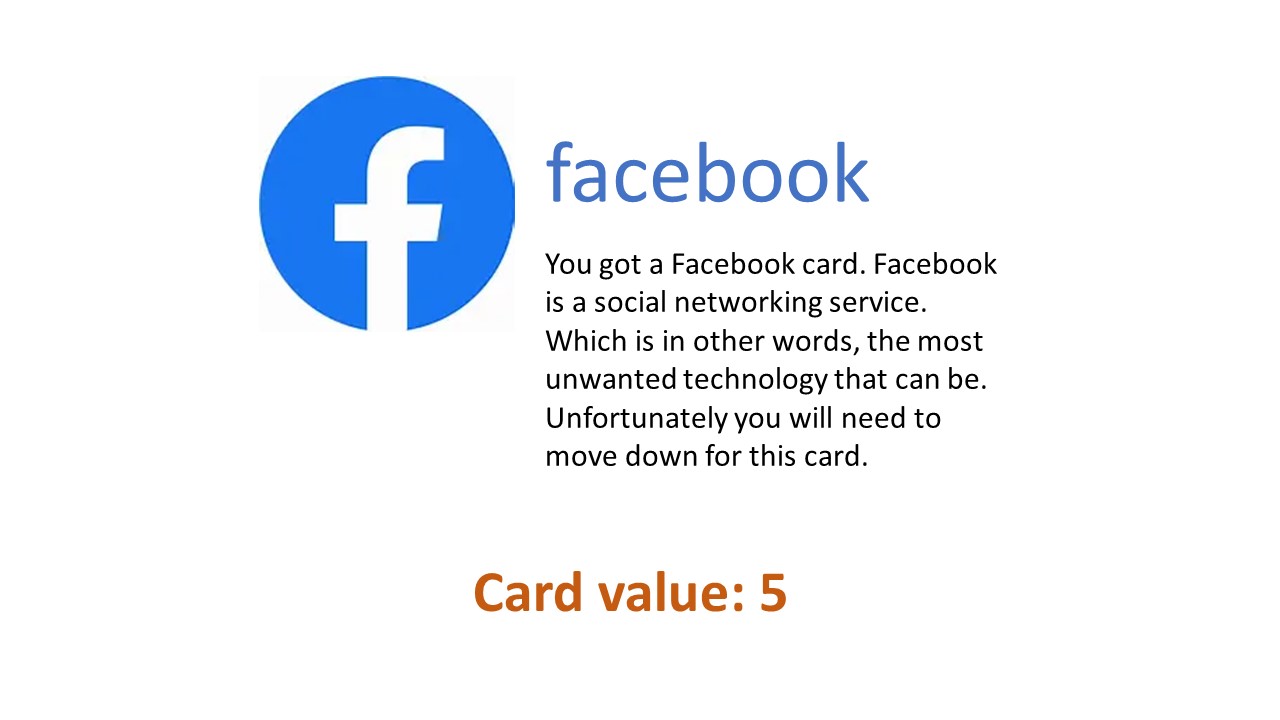 facebook
You got a Facebook card. Facebook
is a social networking service.
Which is in other words, the most
unwanted technology that can be.
Unfortunately you will need to
move down for this card.
Card value: 5